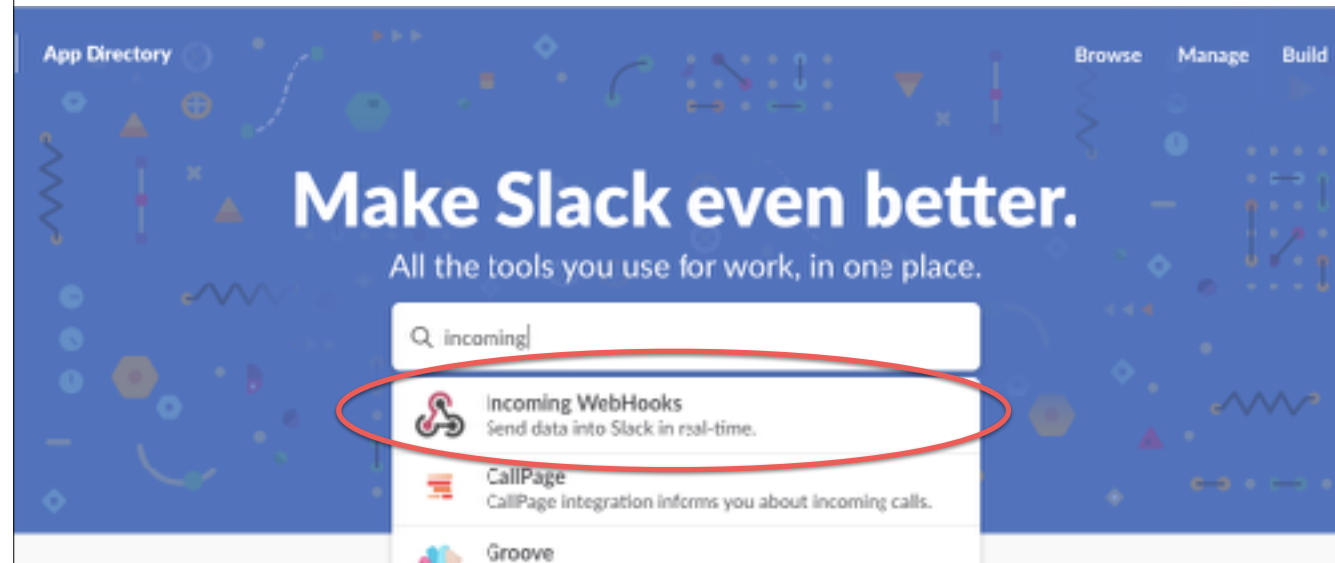 App Directory
Browse Manage Build
Make Slack even better.
All the tools you use for work, in one place.
incoming
Incoming WebHooks
Send data into Slack in real-time.
CallPage
CallPage integration informs you about incoming calls.
Groove